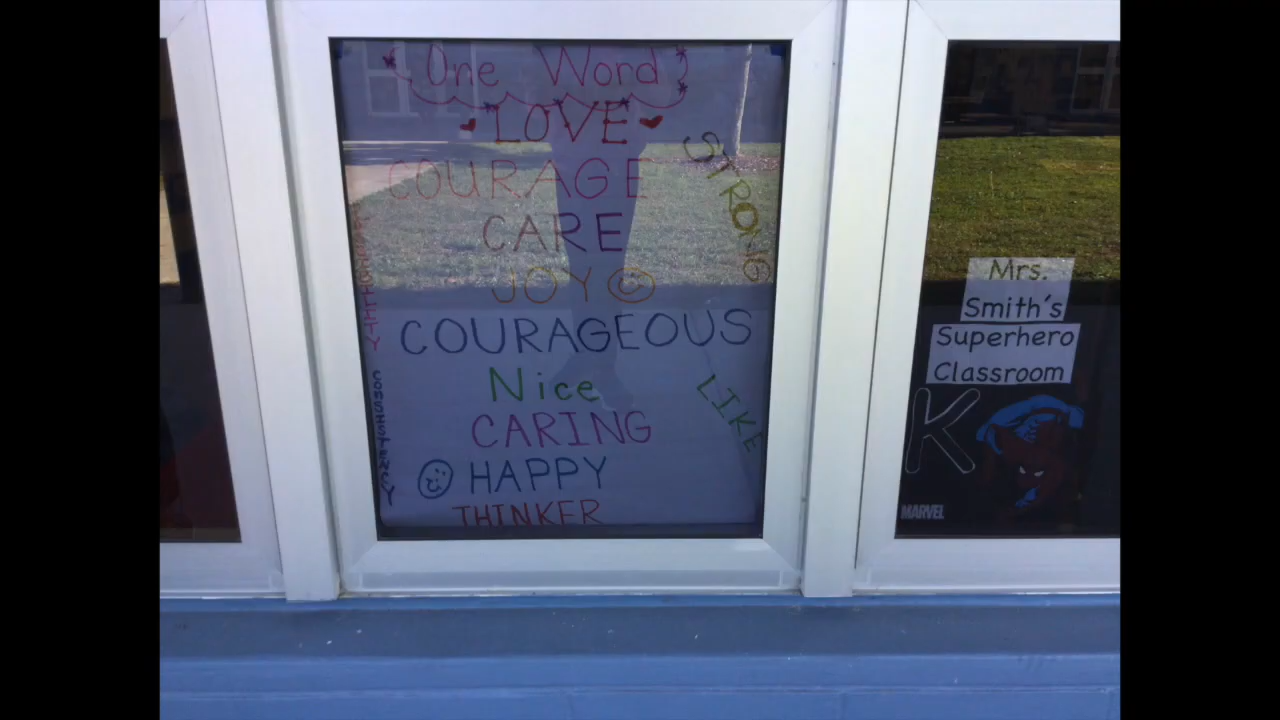 One Word
LOVE
COURAGE
STRONG
CARE
JOY
COURAGEOUS
Nice
LIKE
CARING
CONSISTENCY
HAPPY
THINKER
Mrs.
Smith's
Superhero
Classroom
K
MARVEL